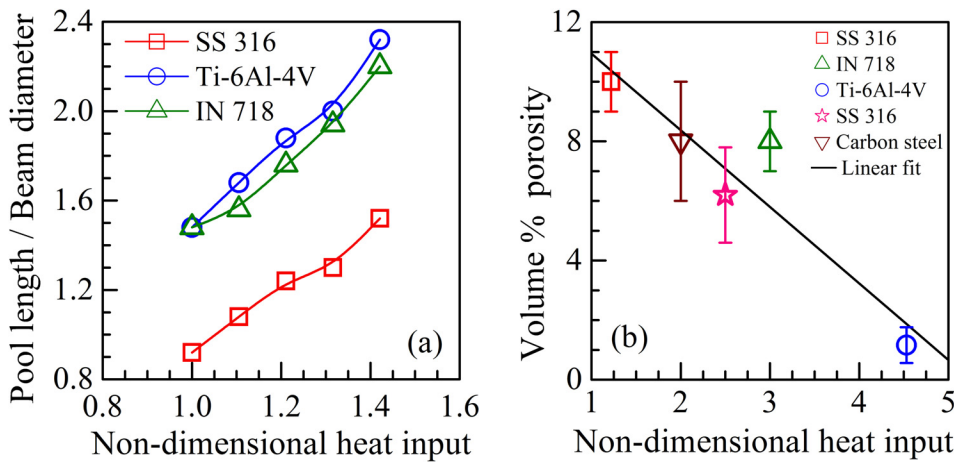 2.4
2.0
1.6
1.2
0.8
Pool length / Beam diameter
SS 316
Ti-6Al-4V
IN 718
(a)
0.8 1.0 1.2 1.4 1.6
Non-dimensional heat input
12
8
4
0
Volume % porosity
SS 316
IN 718
Ti-6Al-4V
SS 316
Carbon steel
Linear fit
(b)
1 2 3 4 5
Non-dimensional heat input